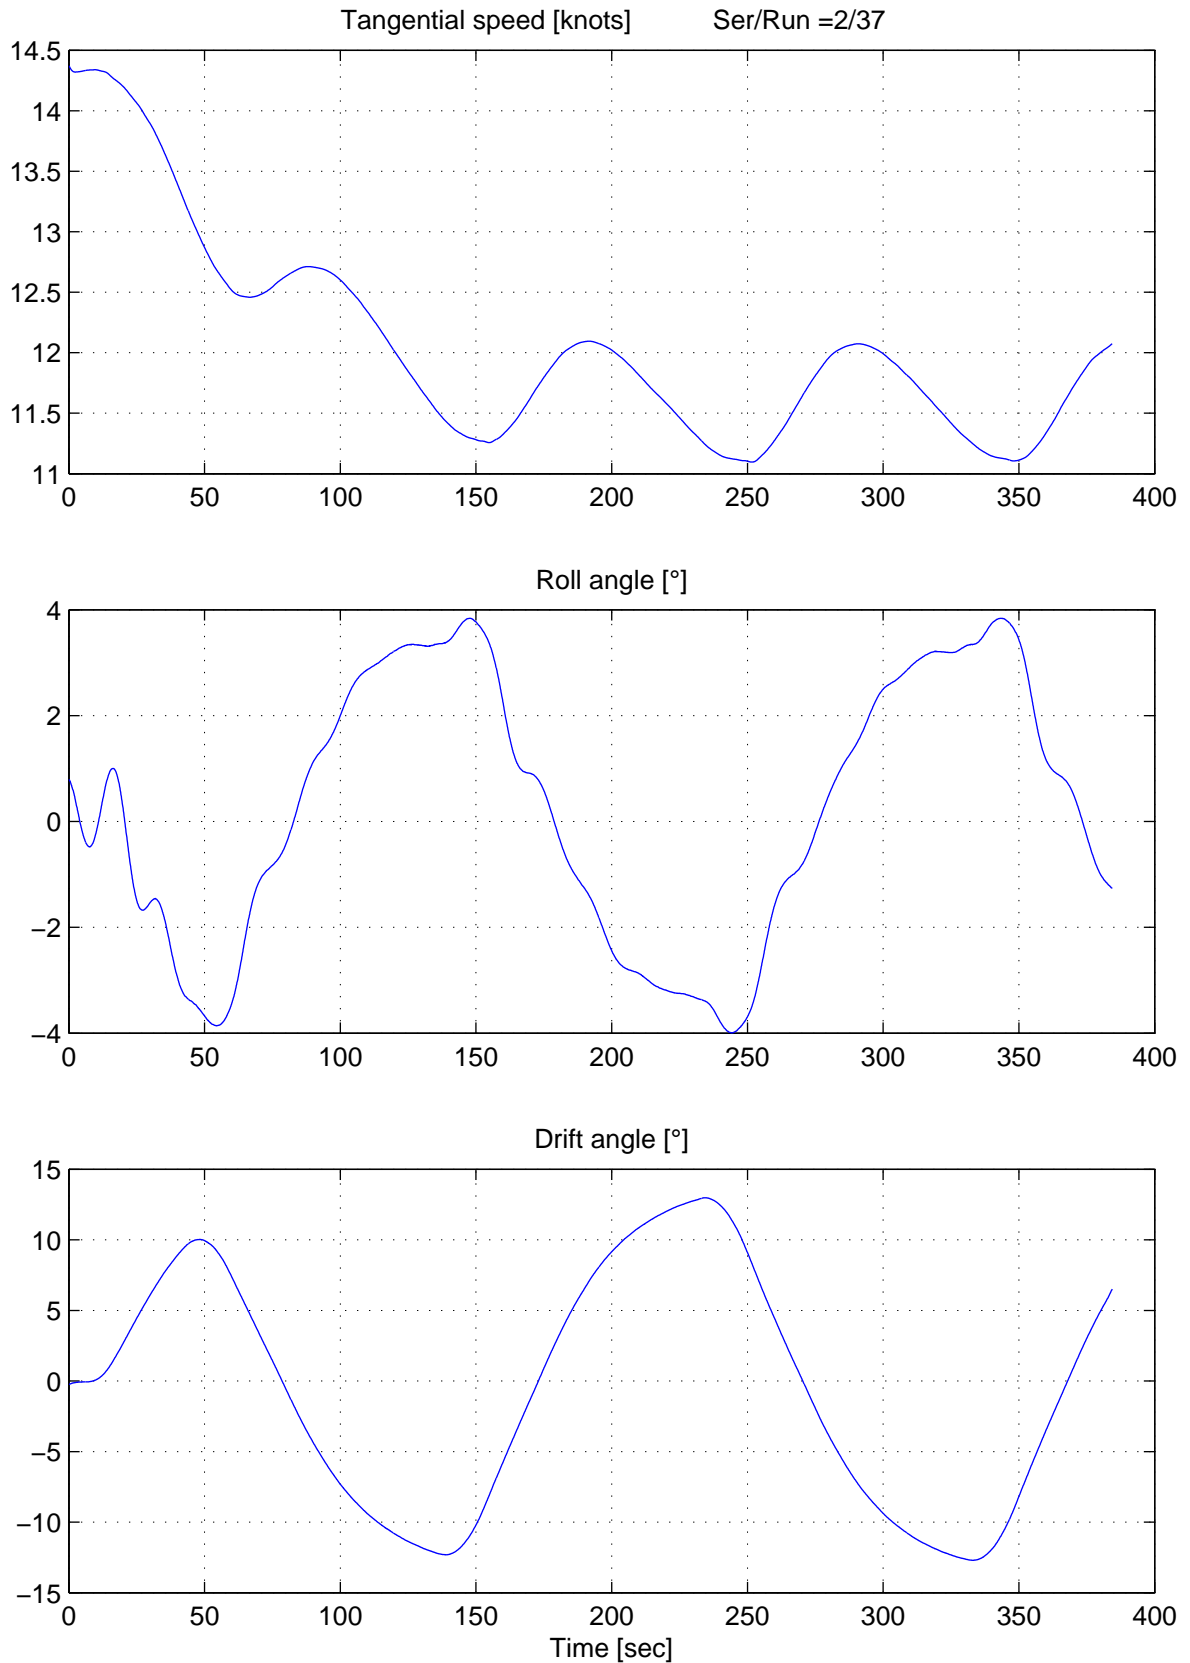 Tangential speed [knots] Ser/Run =2/37
14.5
14
13.5
13
12.5
12
11.5
11
0 50 100 150 200 250 300 350 400
Roll angle [°]
4
2
0
−2
−4
0 50 100 150 200 250 300 350 400
Drift angle [°]
15
10
5
0
−5
−10
−15
0 50 100 150 200 250 300 350 400
Time [sec]